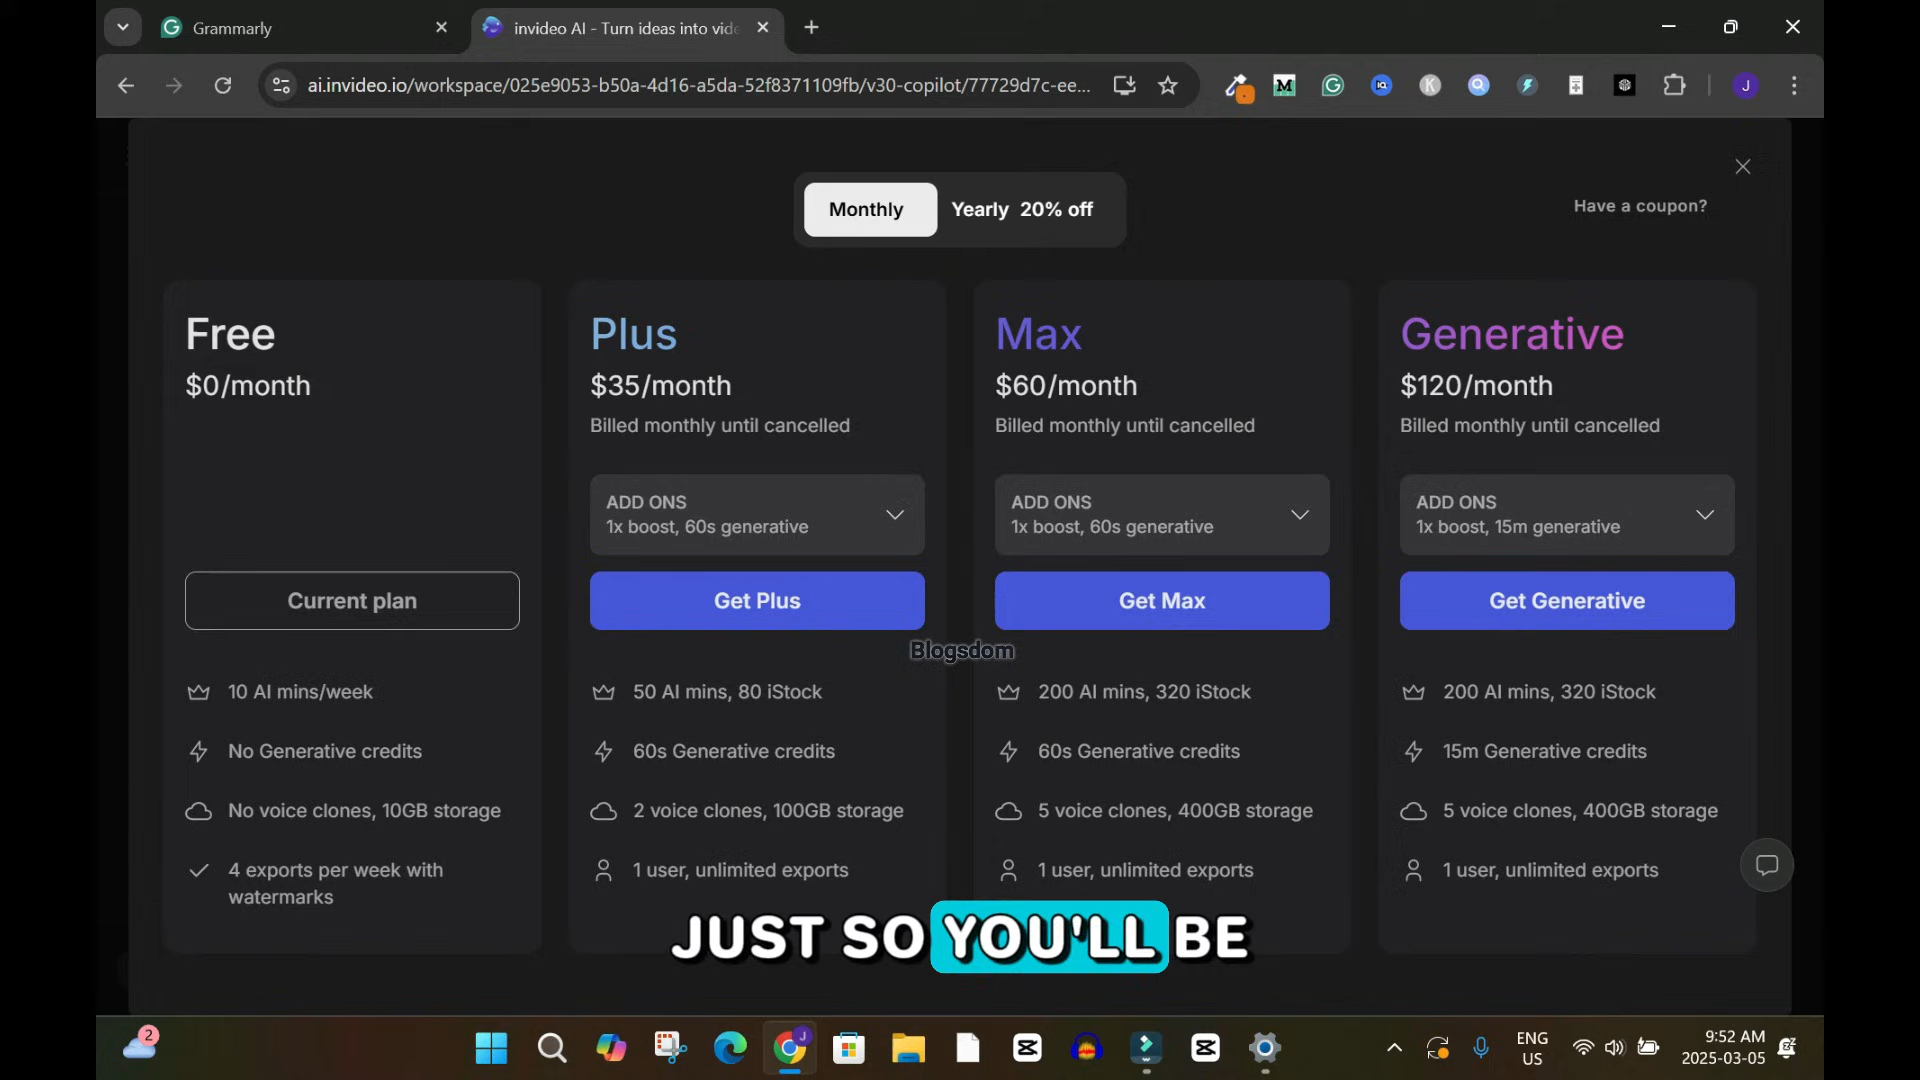 Grammarly
invideo AI - Turn ideas into vide
ai.invideo.io/workspace/025e9053-b50a-4d16-a5da-52f8371109fb/v30-copilot/77729d7c-ee...
M
K
J
Monthly
Yearly 20% off
Have a coupon?
Free
$0/month
Current plan
10 AI mins/week
No Generative credits
No voice clones, 10GB storage
4 exports per week with
watermarks
Plus
$35/month
Billed monthly until cancelled
ADD ONS
1x boost, 60s generative
Get Plus
50 AI mins, 80 iStock
60s Generative credits
2 voice clones, 100GB storage
1 user, unlimited exports
Max
$60/month
Billed monthly until cancelled
ADD ONS
1x boost, 60s generative
Get Max
200 AI mins, 320 iStock
60s Generative credits
5 voice clones, 400GB storage
1 user, unlimited exports
Generative
$120/month
Billed monthly until cancelled
ADD ONS
1x boost, 15m generative
Get Generative
200 AI mins, 320 iStock
15m Generative credits
5 voice clones, 400GB storage
1 user, unlimited exports
Blogsdom
JUST SO YOU'LL BE
2
J
ENG
US
9:52 AM
2025-03-05